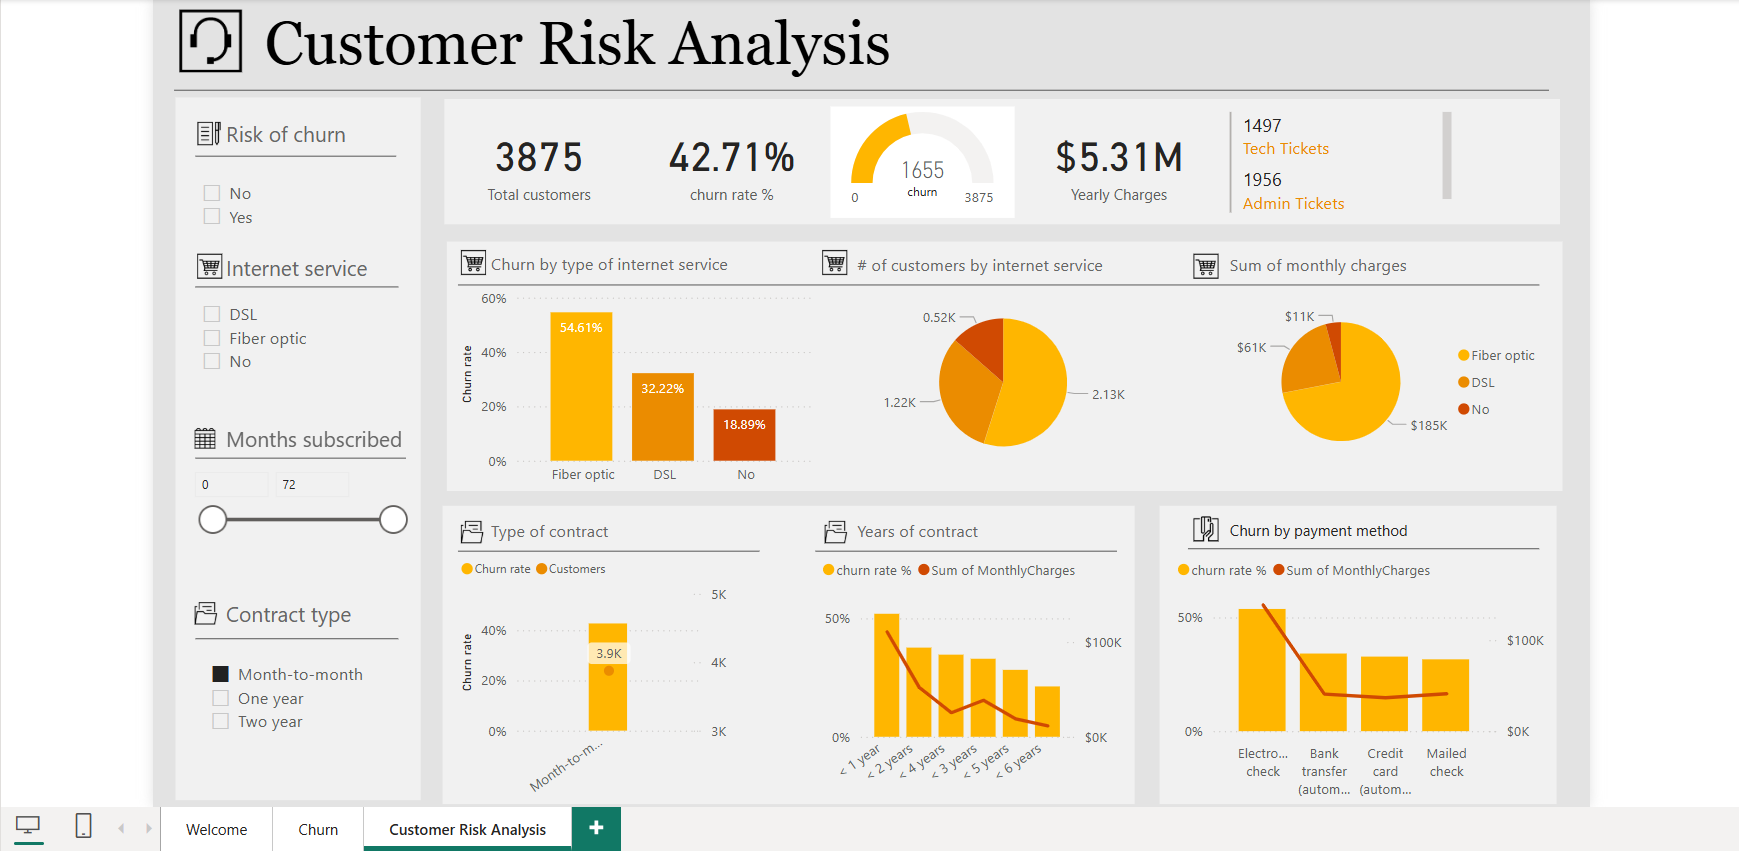 Customer Risk Analysis
Risk of churn
No
Yes
Internet service
DSL
Fiber optic
No
Months subscribed
0 72
Contract type
Month-to-month
One year
Two year
3875
Total customers
42.71%
churn rate %
1655
churn
0 3875
$5.31M
Yearly Charges
1497
Tech Tickets
1956
Admin Tickets
Churn by type of internet service
60%
40%
20%
0%
Churn rate
54.61%
32.22%
18.89%
Fiber optic DSL No
# of customers by internet service
0.52K
1.22K
2.13K
Sum of monthly charges
$11K
$61K
$185K
Fiber optic
DSL
No
Type of contract
Churn rate Customers
40%
20%
0%
Churn rate
3.9K
5K
4K
3K
Month-to-m...
Years of contract
churn rate % Sum of MonthlyCharges
50%
0%
$100K
$0K
< 1 year
< 2 years
< 4 years
< 3 years
< 5 years
< 6 years
Churn by payment method
churn rate % Sum of MonthlyCharges
50%
0%
$100K
$0K
Electro...
check
Bank
transfer
(autom...
Credit
card
(autom...
Mailed
check
Welcome Churn Customer Risk Analysis +